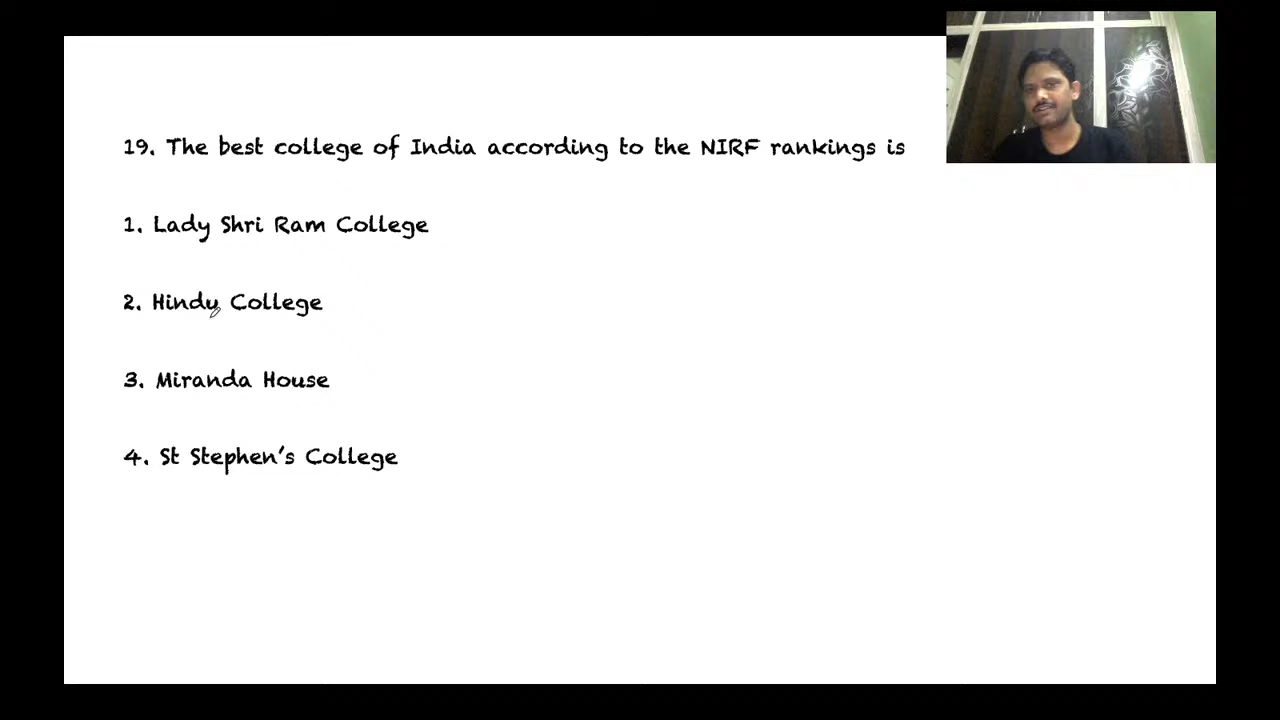 19. The best college of India according to the NIRF rankings is
1. Lady Shri Ram College
2. Hindu College
3. Miranda House
4. St Stephen's College